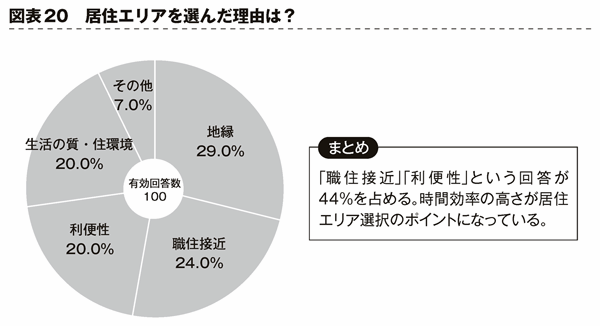 図表20 居住エリアを選んだ理由は？
その他
7.0%
地縁
29.0%
生活の質・住環境
20.0%
有効回答数
100
利便性
20.0%
職住接近
24.0%
まとめ
「職住接近」「利便性」という回答が
44%を占める。時間効率の高さが居住
エリア選択のポイントになっている。